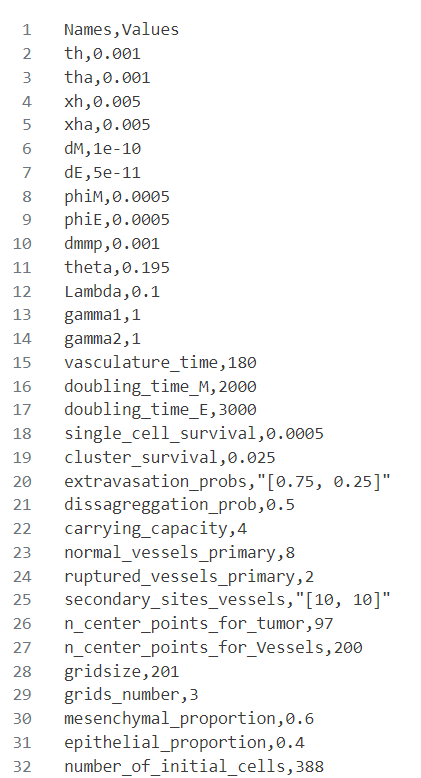 1 Names,Values
2 th,0.001
3 tha,0.001
4 xh,0.005
5 xha,0.005
6 dM,1e-10
7 dE,5e-11
8 phiM,0.0005
9 phiE,0.0005
10 dmmp,0.001
11 theta,0.195
12 Lambda,0.1
13 gamma1,1
14 gamma2,1
15 vasculature_time,180
16 doubling_time_M,2000
17 doubling_time_E,3000
18 single_cell_survival,0.0005
19 cluster_survival,0.025
20 extravasation_probs,"[0.75, 0.25]"
21 dissagreggation_prob,0.5
22 carrying_capacity,4
23 normal_vessels_primary,8
24 ruptured_vessels_primary,2
25 secondary_sites_vessels,"[10, 10]"
26 n_center_points_for_tumor,97
27 n_center_points_for_Vessels,200
28 gridsize,201
29 grids_number,3
30 mesenchymal_proportion,0.6
31 epithelial_proportion,0.4
32 number_of_initial_cells,388